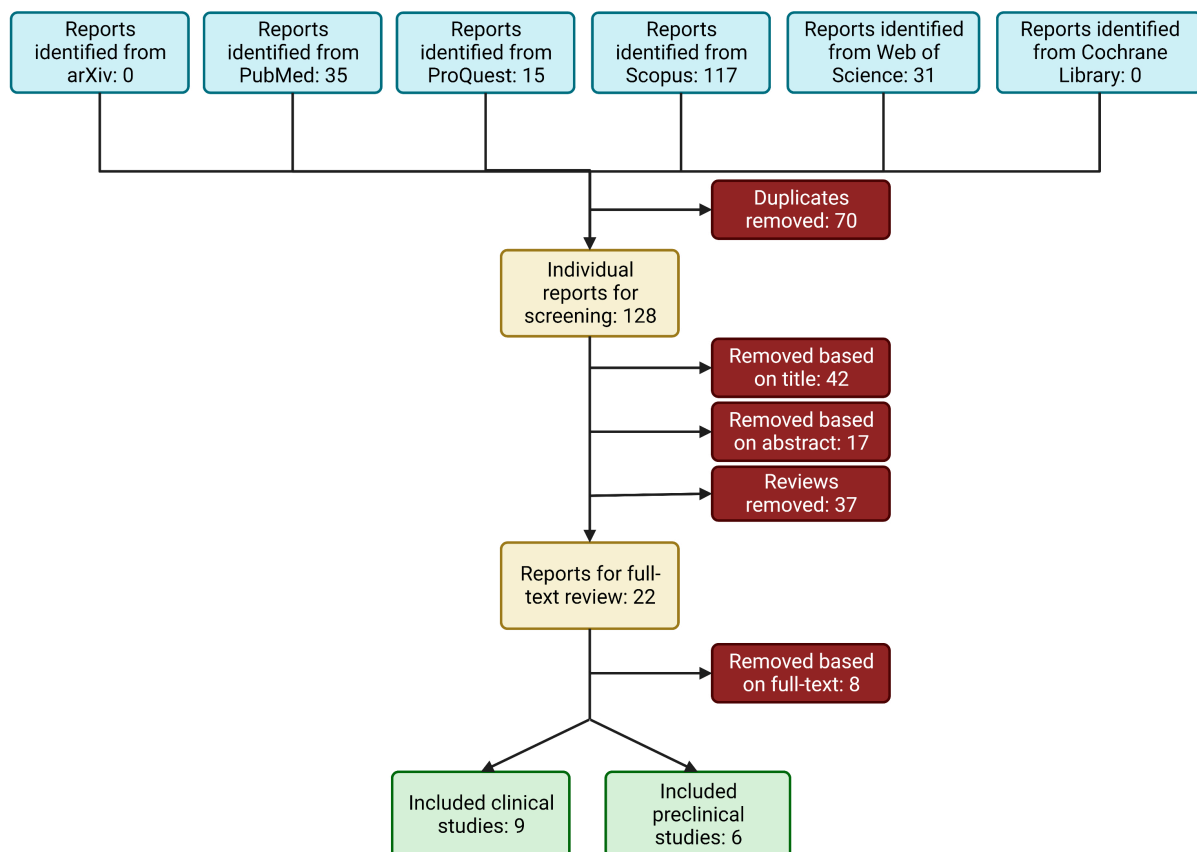 Reports
identified from
arXiv: 0
Reports
identified from
PubMed: 35
Reports
identified from
ProQuest: 15
Reports
identified from
Scopus: 117
Reports identified
from Web of
Science: 31
Reports identified
from Cochrane
Library: 0
Duplicates
removed: 70
Individual
reports for
screening: 128
Removed based
on title: 42
Removed based
on abstract: 17
Reviews
removed: 37
Reports for full-
text review: 22
Removed based
on full-text: 8
Included clinical
studies: 9
Included
preclinical
studies: 6